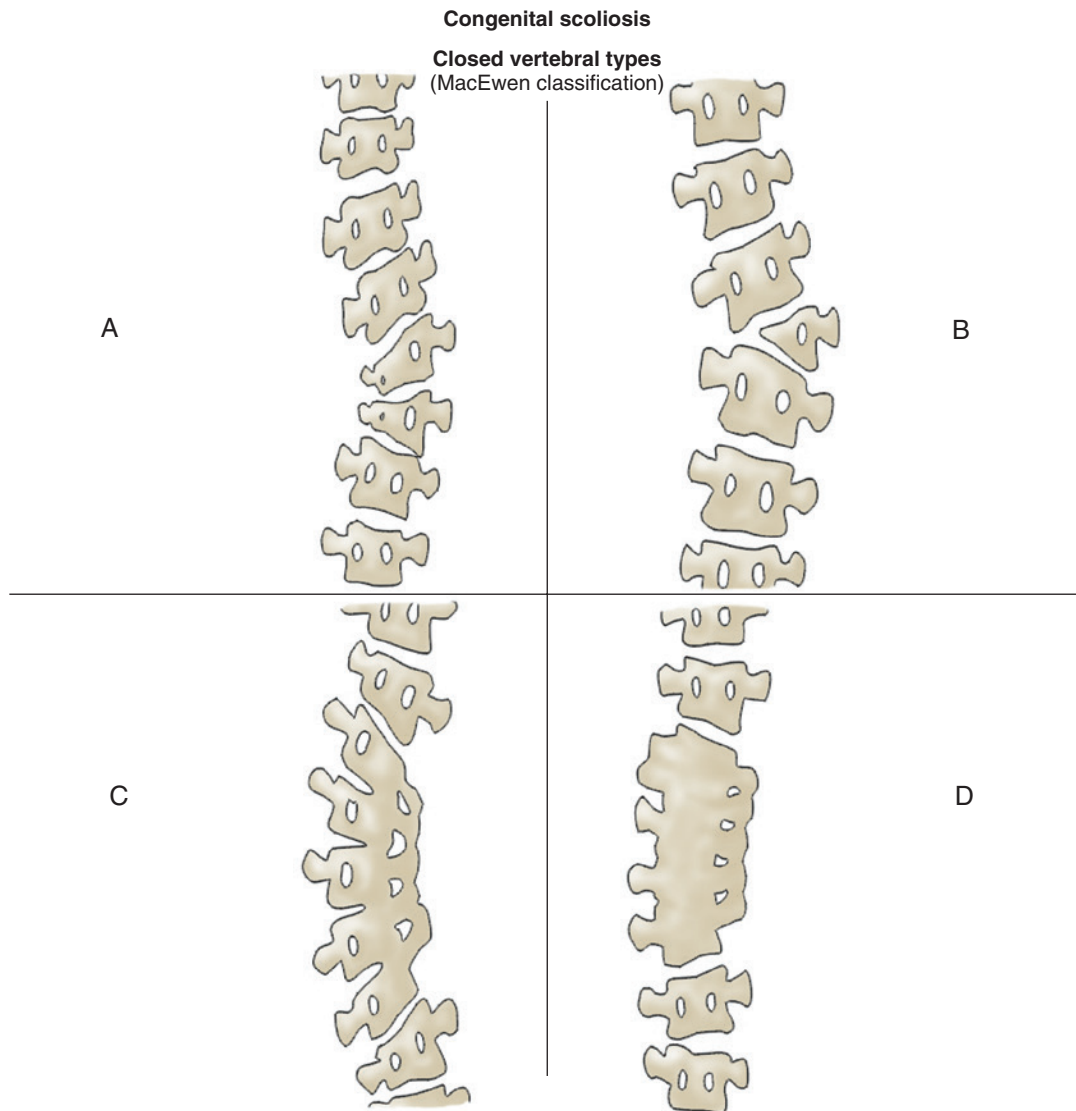 Congenital scoliosis
Closed vertebral types
(MacEwen classification)
A
B
C
D